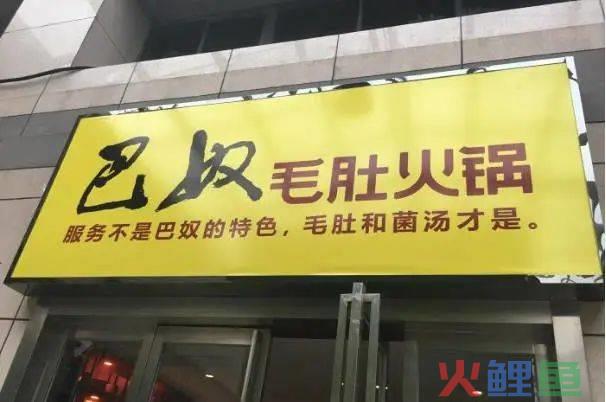 巴奴毛肚火锅
服务不是巴奴的特色，毛肚和菌汤才是。
火鲤鱼